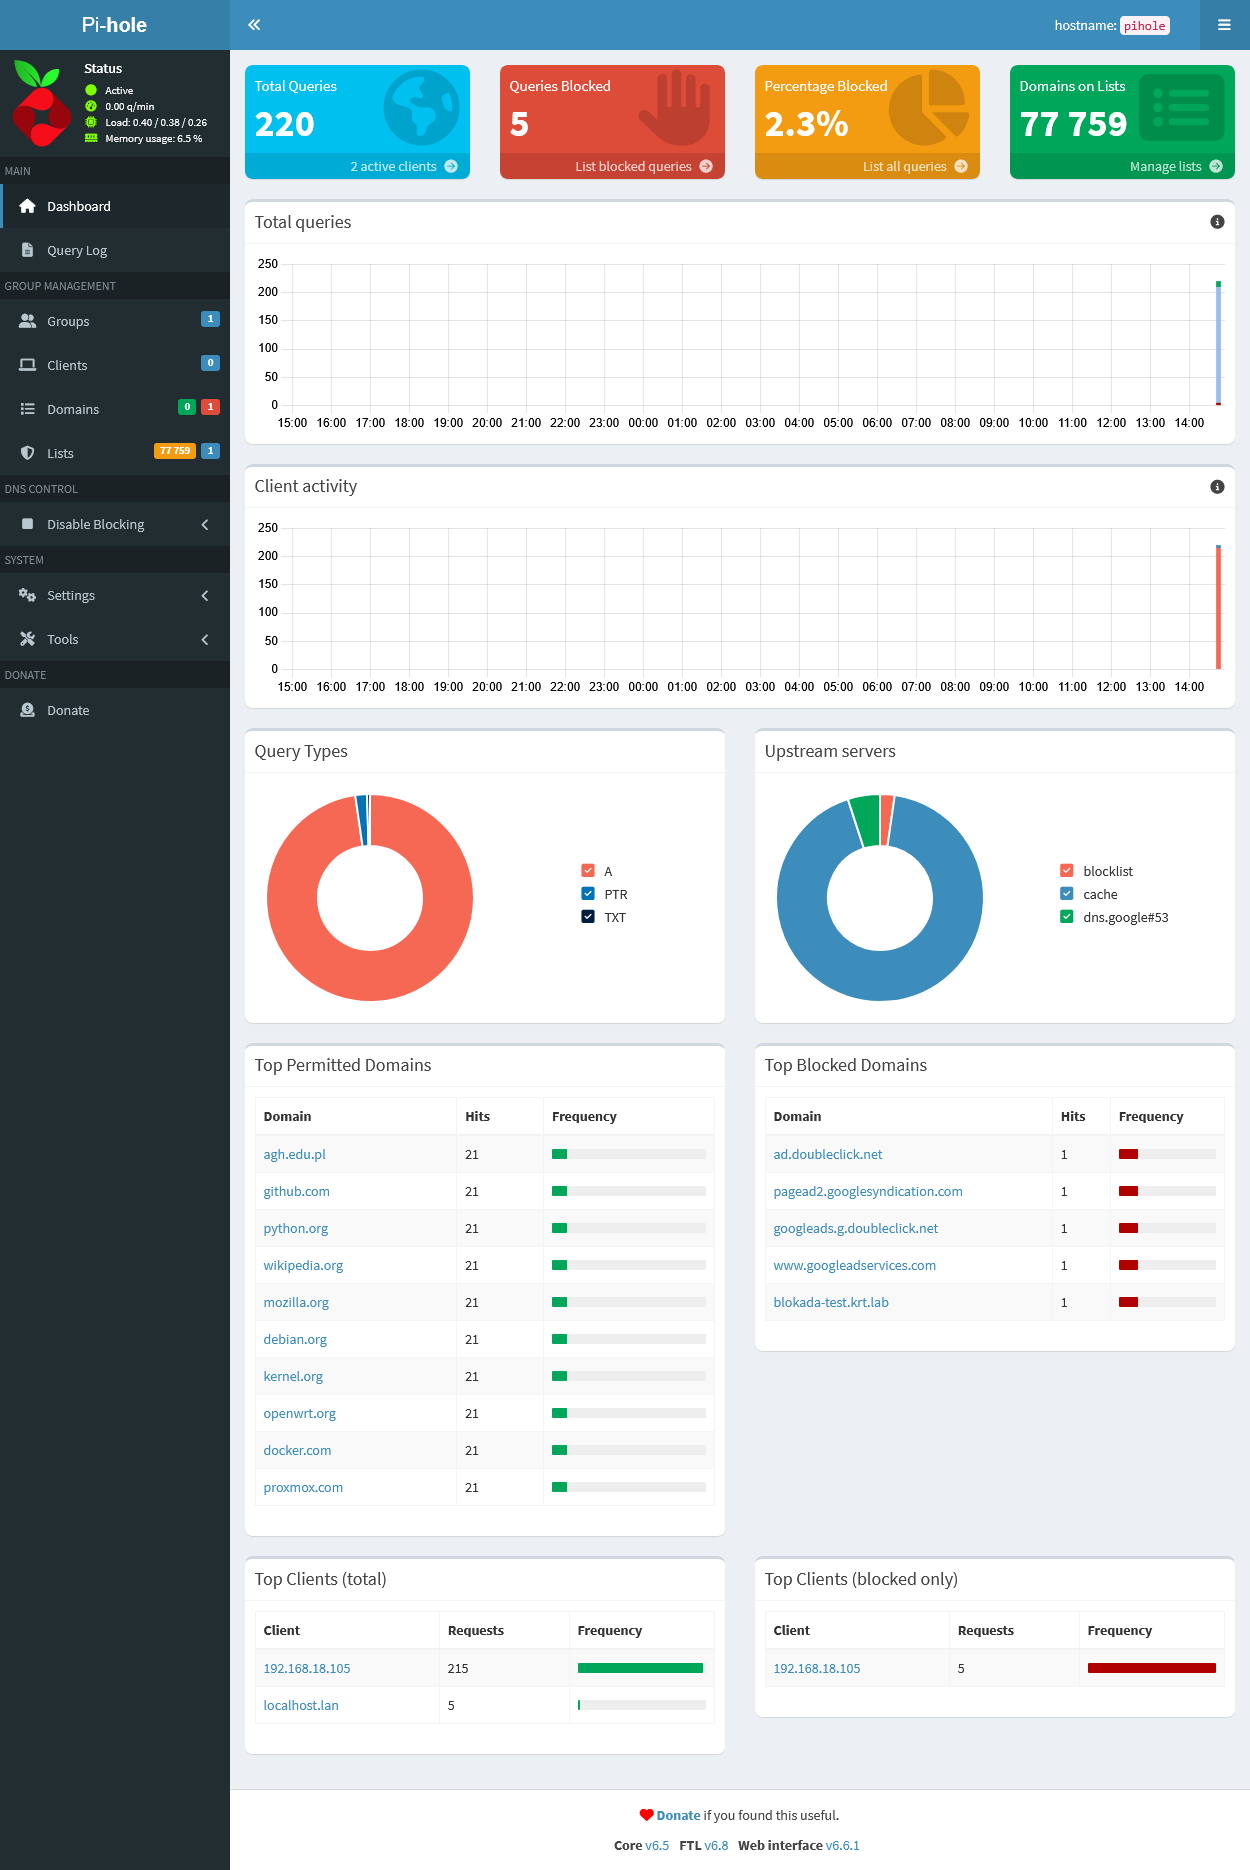 Pi-hole
hostname: pihole
Status
Active
0.00 q/min
Load: 0.40 / 0.38 / 0.26
Memory usage: 6.5 %
MAIN
Dashboard
Query Log
GROUP MANAGEMENT
Groups 1
Clients 0
Domains 0 1
Lists 77 759 1
DNS CONTROL
Disable Blocking
SYSTEM
Settings
Tools
DONATE
Donate
Total Queries
220
2 active clients
Queries Blocked
5
List blocked queries
Percentage Blocked
2.3%
List all queries
Domains on Lists
77 759
Manage lists
Total queries
250
200
150
100
50
0
15:00 16:00 17:00 18:00 19:00 20:00 21:00 22:00 23:00 00:00 01:00 02:00 03:00 04:00 05:00 06:00 07:00 08:00 09:00 10:00 11:00 12:00 13:00 14:00
Client activity
250
200
150
100
50
0
15:00 16:00 17:00 18:00 19:00 20:00 21:00 22:00 23:00 00:00 01:00 02:00 03:00 04:00 05:00 06:00 07:00 08:00 09:00 10:00 11:00 12:00 13:00 14:00
Query Types
A
PTR
TXT
Upstream servers
blocklist
cache
dns.google#53
Top Permitted Domains
Domain Hits Frequency
agh.edu.pl 21
github.com 21
python.org 21
wikipedia.org 21
mozilla.org 21
debian.org 21
kernel.org 21
openwrt.org 21
docker.com 21
proxmox.com 21
Top Blocked Domains
Domain Hits Frequency
ad.doubleclick.net 1
pagead2.googlesyndication.com 1
googleads.g.doubleclick.net 1
www.googleadservices.com 1
blokada-test.krt.lab 1
Top Clients (total)
Client Requests Frequency
192.168.18.105 215
localhost.lan 5
Top Clients (blocked only)
Client Requests Frequency
192.168.18.105 5
Donate if you found this useful.
Core v6.5 FTL v6.8 Web interface v6.6.1